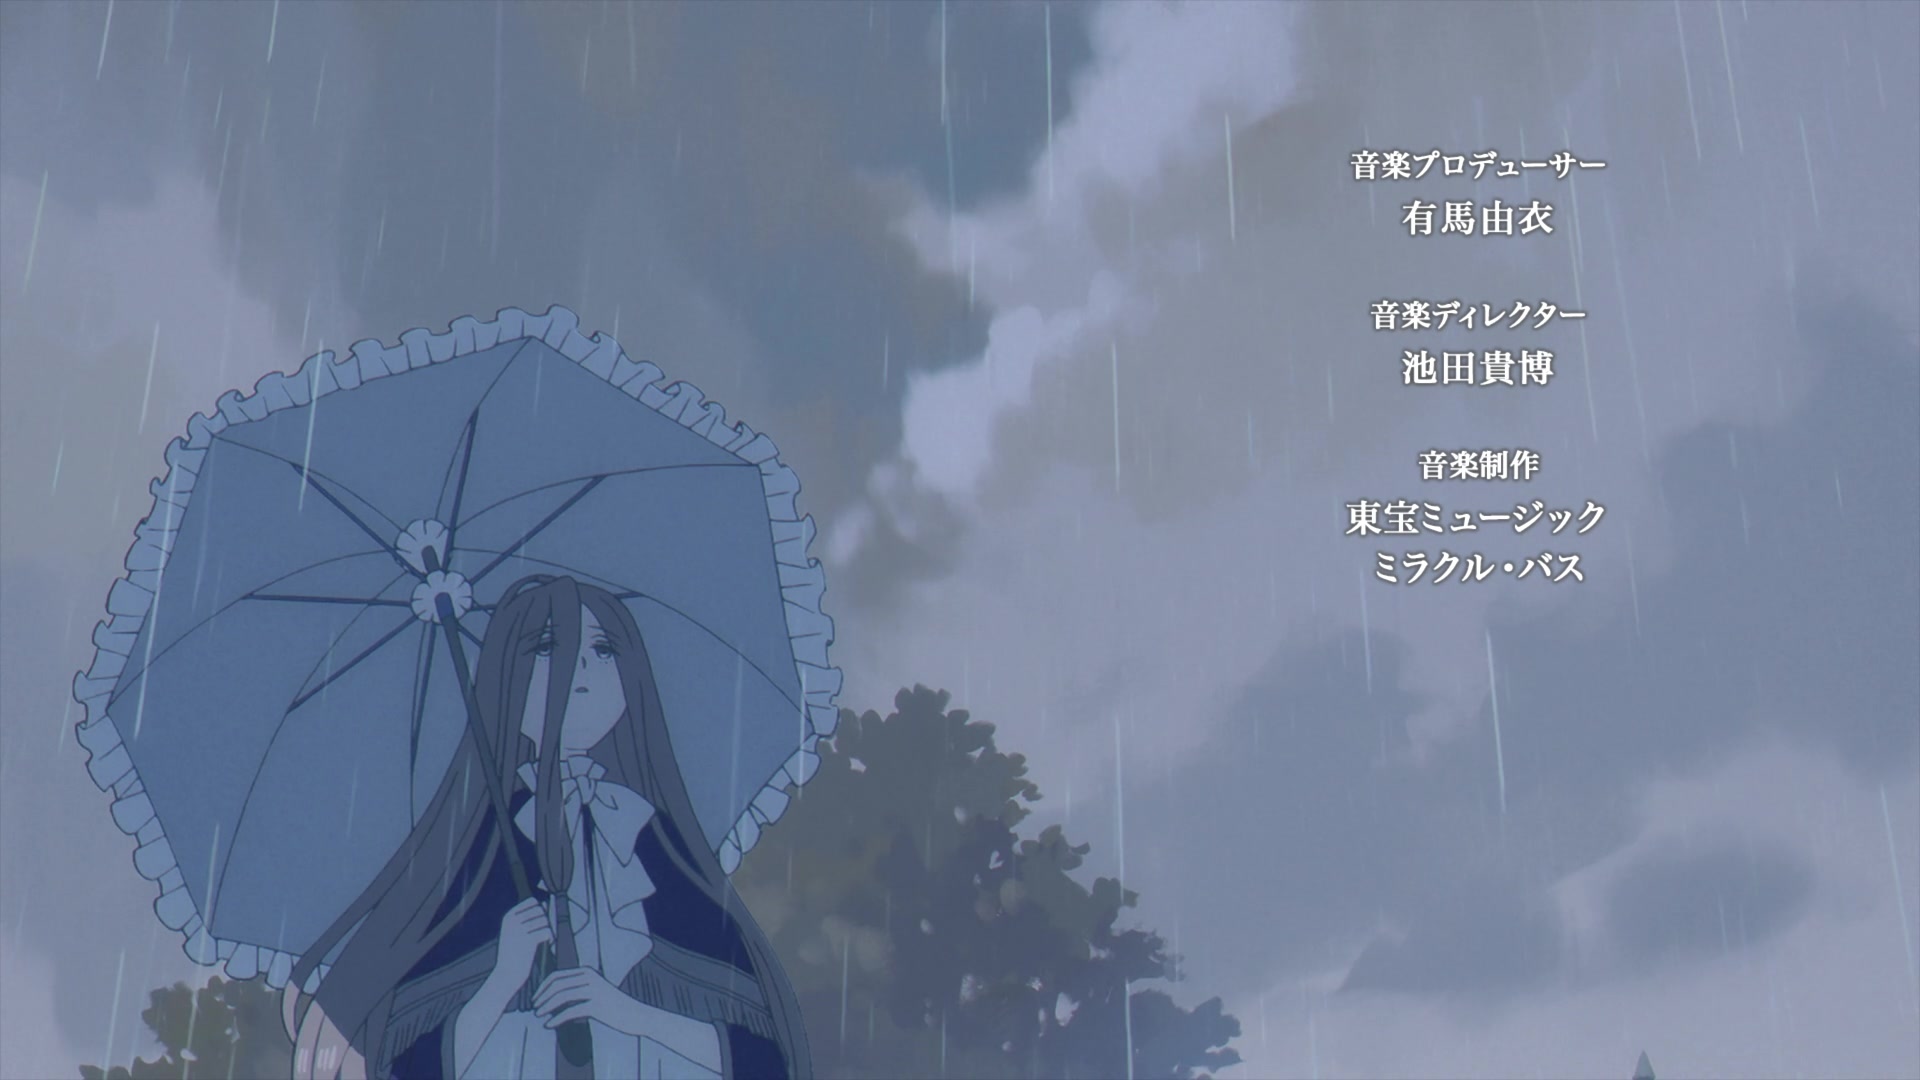 音楽プロデューサー
有馬由衣
音楽ディレクター
池田貴博
音楽制作
東宝ミュージック
ミラクル・バス